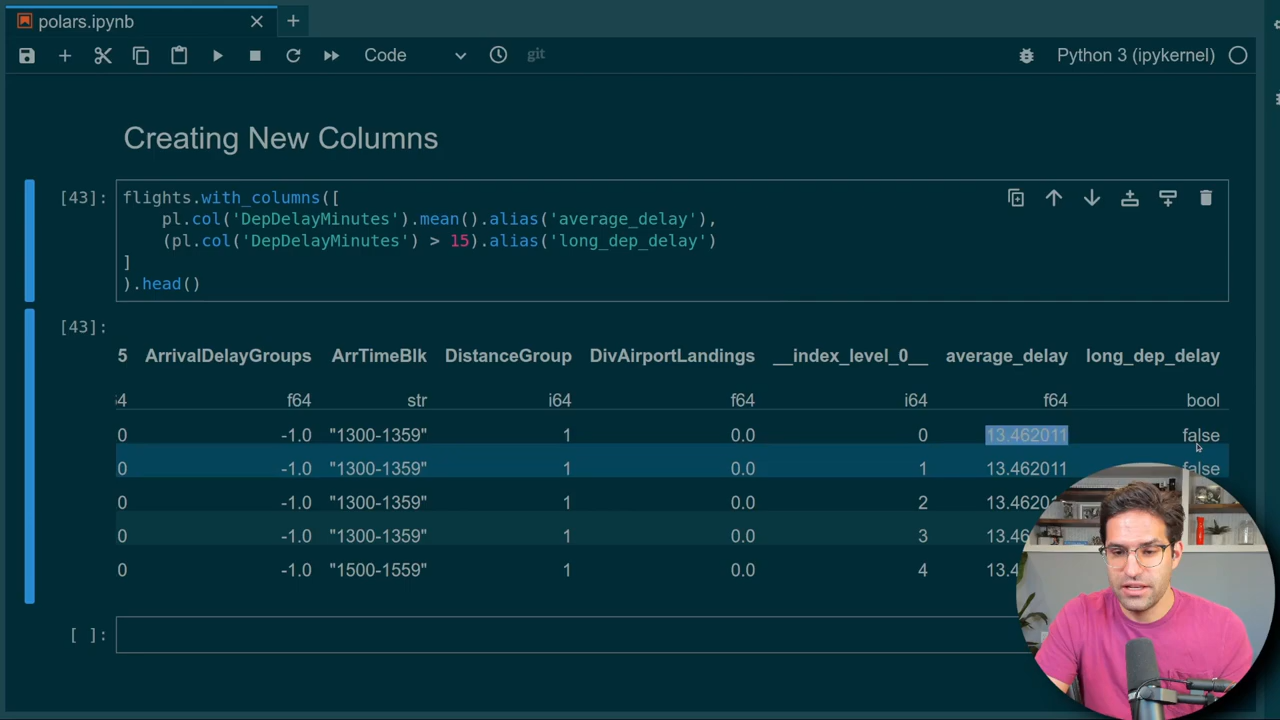 polars.ipynb
Code
git
Python 3 (ipykernel)
Creating New Columns
[43]:
flights.with_columns([
pl.col('DepDelayMinutes').mean().alias('average_delay'),
(pl.col('DepDelayMinutes') > 15).alias('long_dep_delay')
]
).head()
[43]:
5 ArrivalDelayGroups ArrTimeBlk DistanceGroup DivAirportLandings __index_level_0__ average_delay long_dep_delay
64 f64 str i64 f64 i64 f64 bool
0 -1.0 "1300-1359" 1 0.0 0 13.462011 false
0 -1.0 "1300-1359" 1 0.0 1 13.462011 false
0 -1.0 "1300-1359" 1 0.0 2
0 -1.0 "1300-1359" 1 0.0 3
0 -1.0 "1500-1559" 1 0.0 4
[ ]: